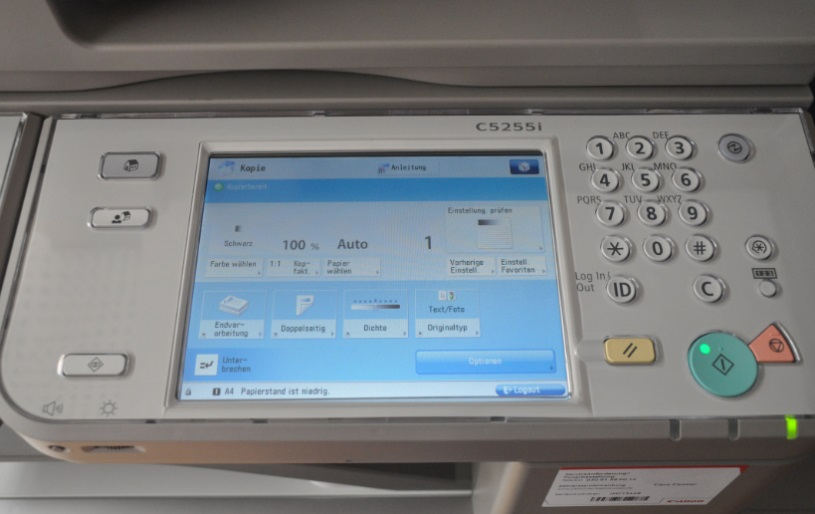 C5255i
Kopie
Anleitung
Kopierbereit
Einstellung prüfen
Schwarz
100 %
Auto
1
Farbe wählen
1:1
Kop-
fakt.
Papier
wählen
Vorherige
Einstell.
Einstell.
Favoriten
Text/Foto
Endver-
arbeitung
Doppelseitig
Dichte
Originaltyp
Unter-
brechen
Optionen
1 A4 Papierstand ist niedrig.
Logout
ABC DEF
1 2 3
GHI JKL MNO
4 5 6
PQRS TUV WXYZ
7 8 9
* 0 #
Log In/
Out
ID
C
Canon